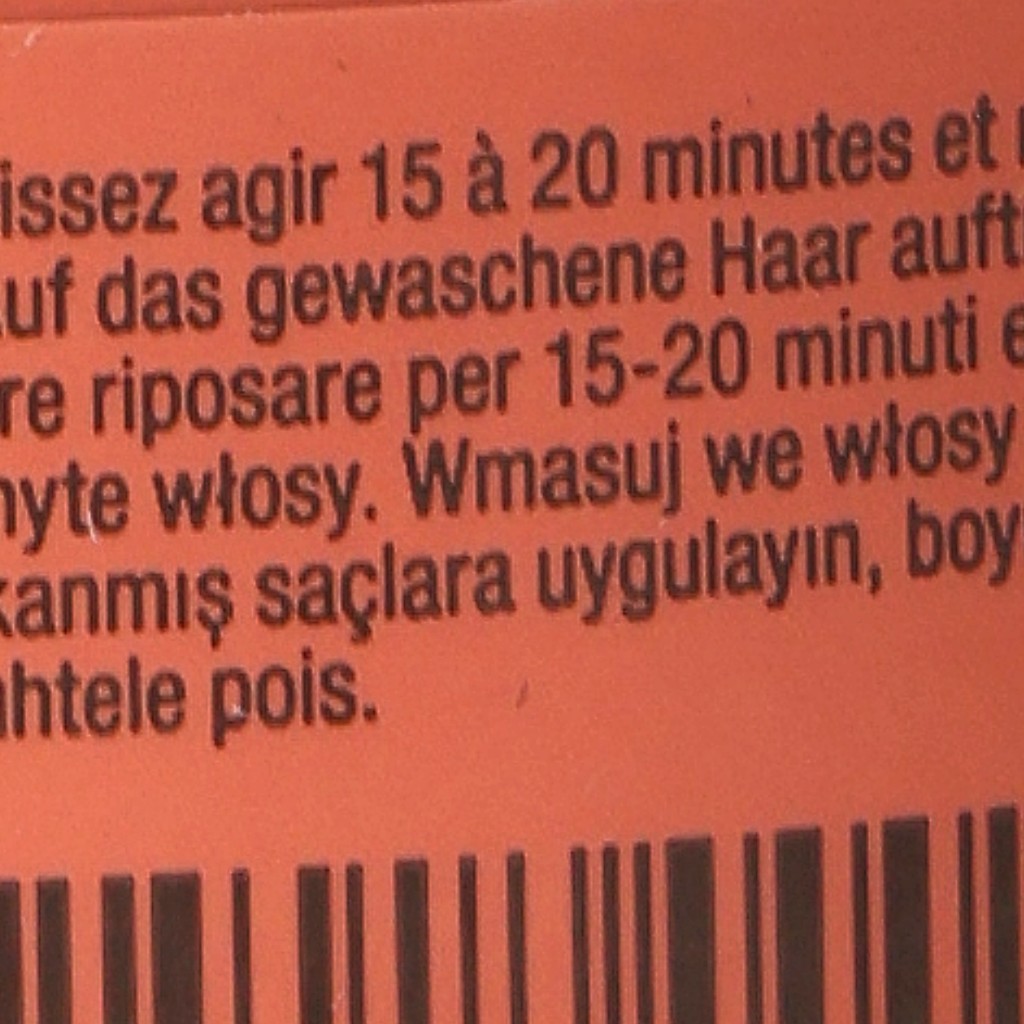 issez agir 15 à 20 minutes et
uf das gewaschene Haar auft
re riposare per 15-20 minuti e
yte włosy. Wmasuj we włosy
kanmış saçlara uygulayın, boy
htele pois.